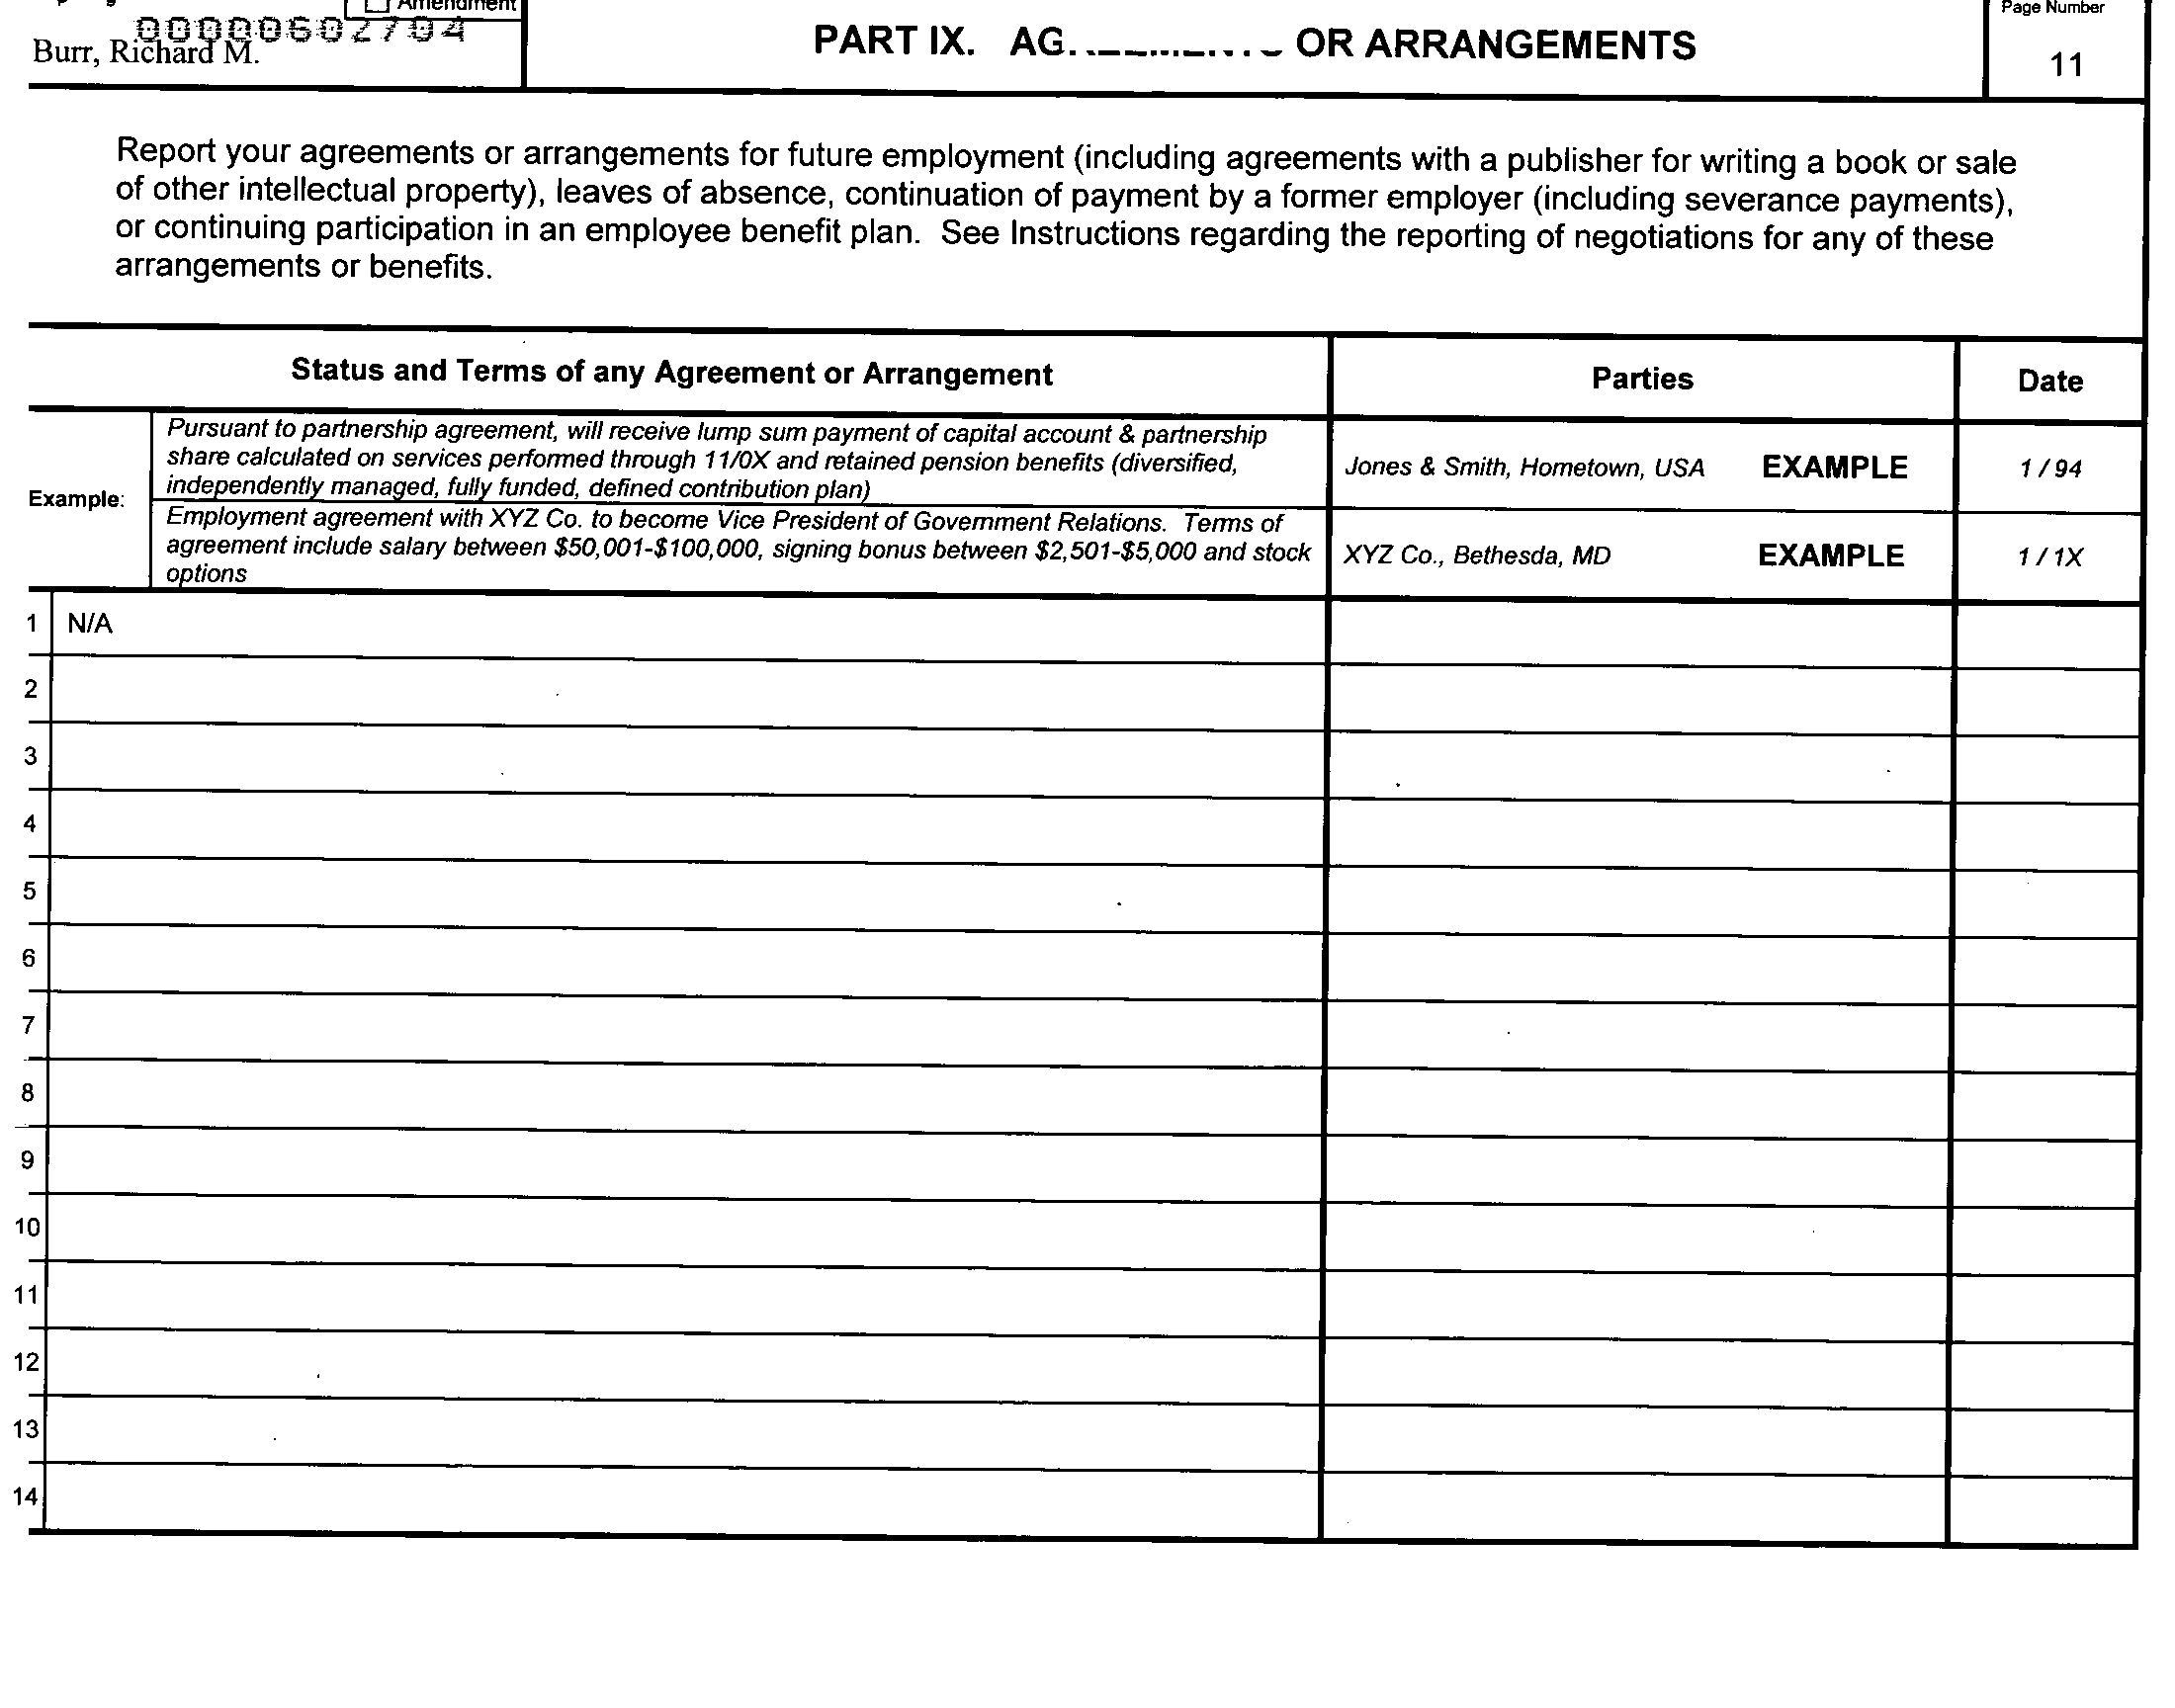 Amendment
000000602704
Burr, Richard M.
PART IX. AG. OR ARRANGEMENTS
Page Number
11
Report your agreements or arrangements for future employment (including agreements with a publisher for writing a book or sale
of other intellectual property), leaves of absence, continuation of payment by a former employer (including severance payments),
or continuing participation in an employee benefit plan. See Instructions regarding the reporting of negotiations for any of these
arrangements or benefits.
Status and Terms of any Agreement or Arrangement
Parties
Date
Example:
Pursuant to partnership agreement, will receive lump sum payment of capital account & partnership
share calculated on services performed through 11/0X and retained pension benefits (diversified,
independently managed, fully funded, defined contribution plan)
Jones & Smith, Hometown, USA EXAMPLE
1 / 94
Employment agreement with XYZ Co. to become Vice President of Government Relations. Terms of
agreement include salary between $50,001-$100,000, signing bonus between $2,501-$5,000 and stock
options
XYZ Co., Bethesda, MD EXAMPLE
1 / 1X
1 N/A
2
3
4
5
6
7
8
9
10
11
12
13
14